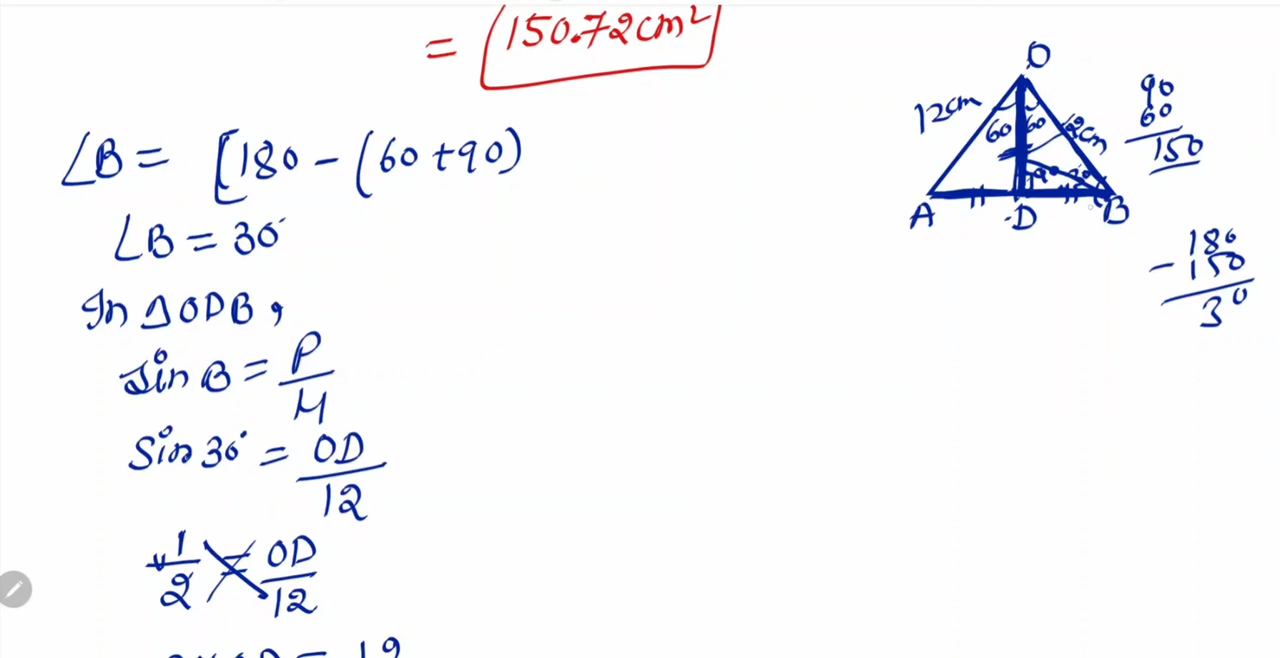 = 150.72cm²
∠B = [180 - (60 +90)
∠B = 30°
In △ODB,
Sin B = P/H
Sin 30° = OD/12
1/2 = OD/12
O
12cm
60 60
12cm
90 30
A D B
90
60
150
180
- 150
30